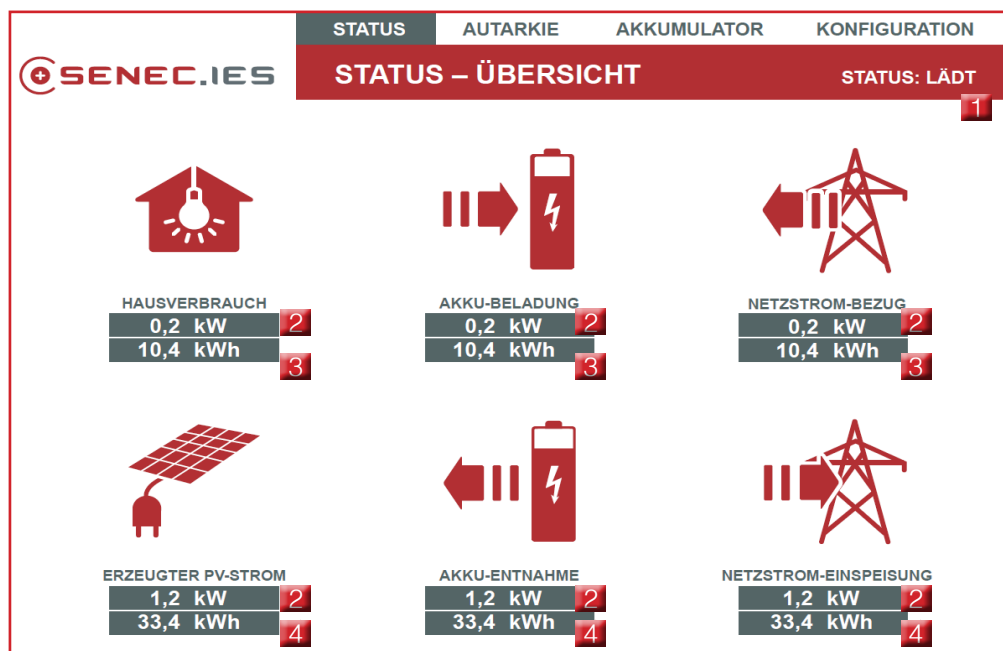 STATUS AUTARKIE AKKUMULATOR KONFIGURATION
SENEC.IES
STATUS – ÜBERSICHT STATUS: LÄDT
1
HAUSVERBRAUCH AKKU-BELADUNG NETZSTROM-BEZUG
0,2 kW 2 0,2 kW 2 0,2 kW 2
10,4 kWh 3 10,4 kWh 3 10,4 kWh 3
ERZEUGTER PV-STROM AKKU-ENTNAHME NETZSTROM-EINSPEISUNG
1,2 kW 2 1,2 kW 2 1,2 kW 2
33,4 kWh 4 33,4 kWh 4 33,4 kWh 4